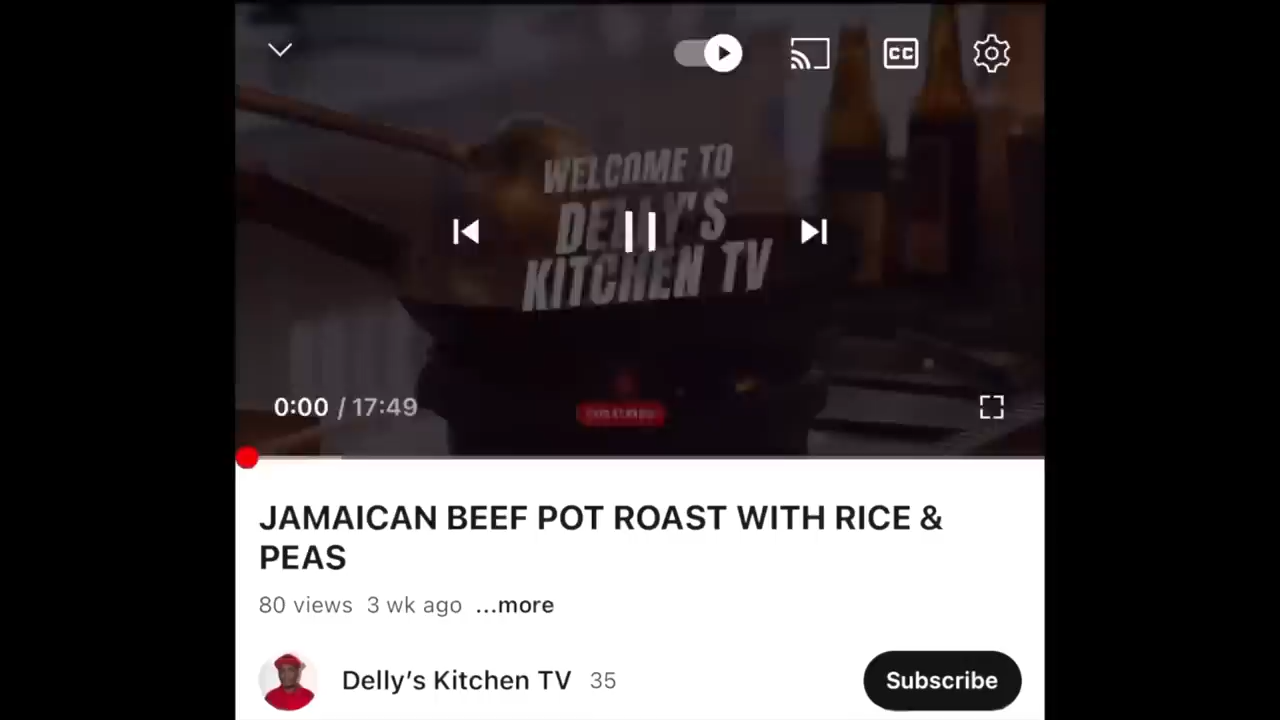 CC
WELCOME TO
DELLY'S
KITCHEN TV
0:00 / 17:49
JAMAICAN BEEF POT ROAST WITH RICE &
PEAS
80 views 3 wk ago ...more
Delly's Kitchen TV 35
Subscribe